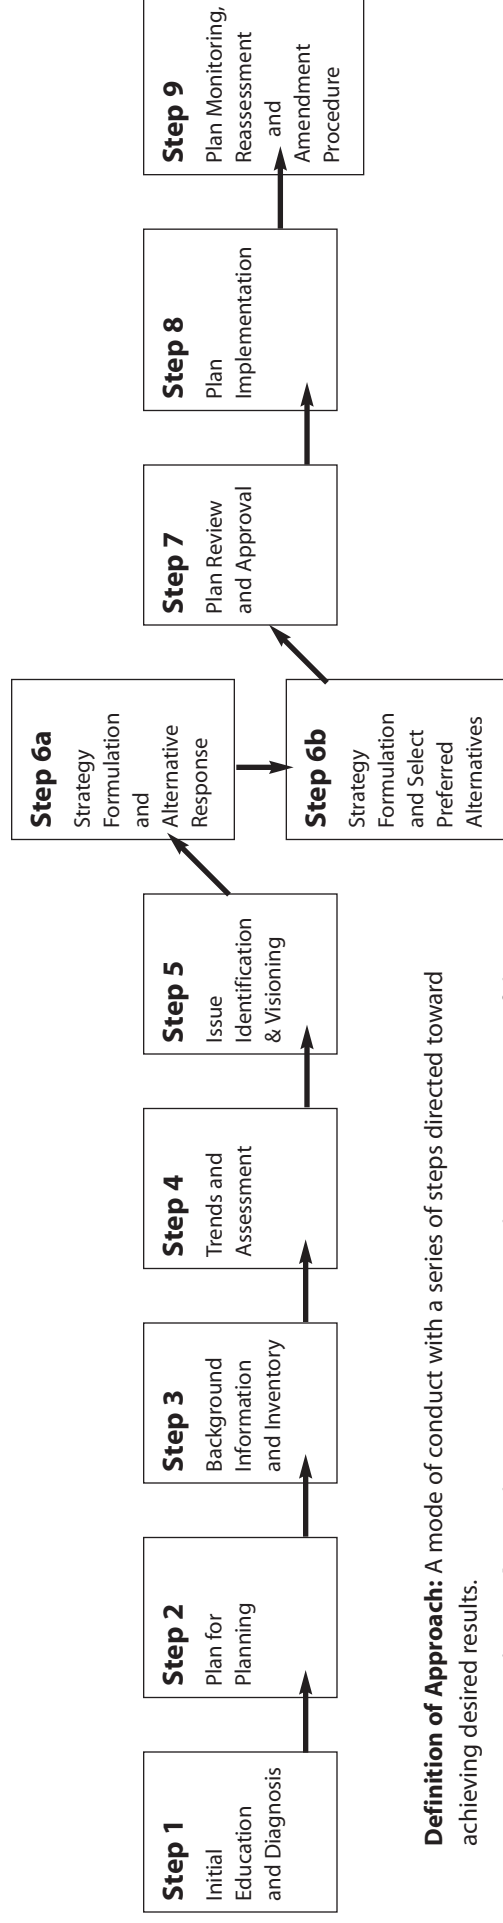 Step 1
Initial
Education
and Diagnosis
Step 2
Plan for
Planning
Step 3
Background
Information
and Inventory
Step 4
Trends and
Assessment
Step 5
Issue
Identification
& Visioning
Step 6a
Strategy
Formulation
and
Alternative
Response
Step 6b
Strategy
Formulation
and Select
Preferred
Alternatives
Step 7
Plan Review
and Approval
Step 8
Plan
Implementation
Step 9
Plan Monitoring,
Reassessment
and
Amendment
Procedure
Definition of Approach: A mode of conduct with a series of steps directed toward
achieving desired results.